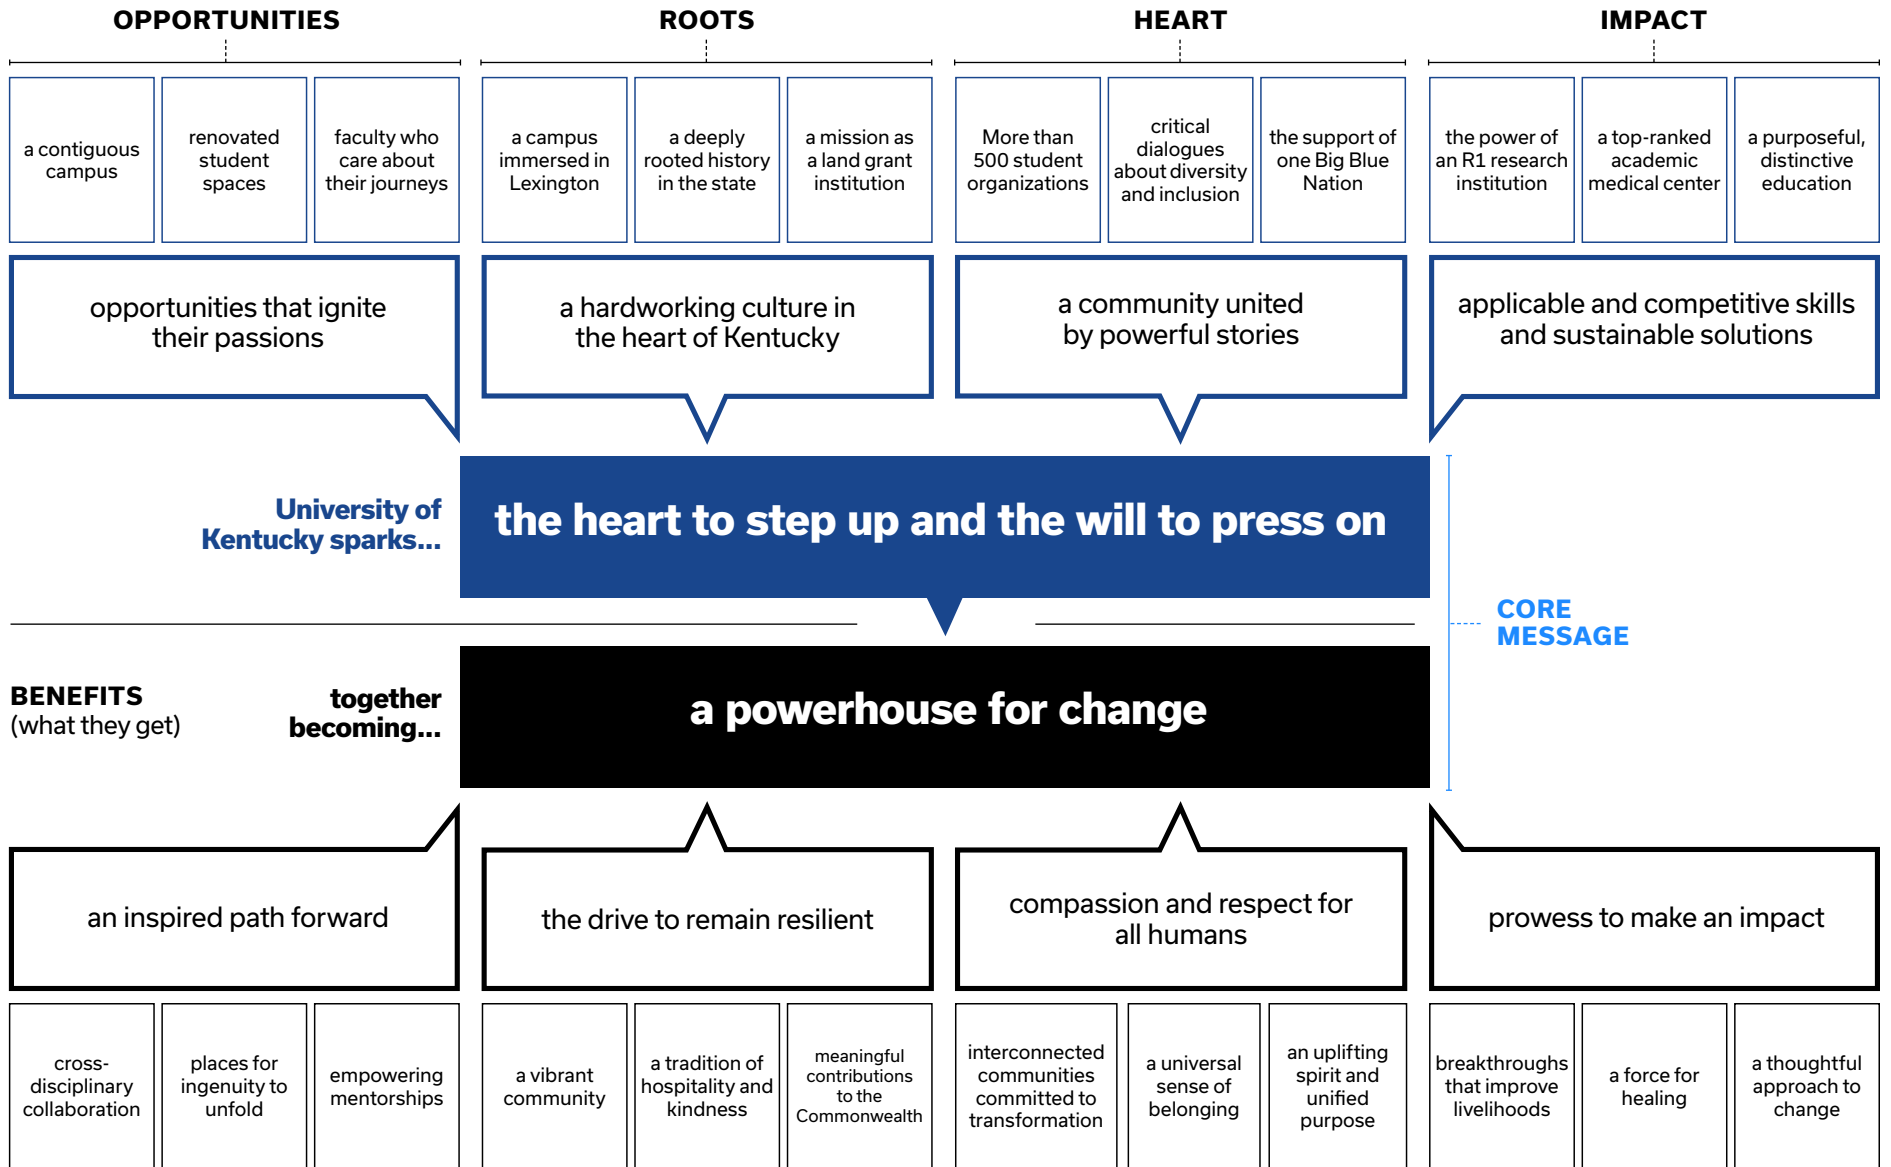 OPPORTUNITIES
ROOTS
HEART
IMPACT
a contiguous
campus
renovated
student
spaces
faculty who
care about
their journeys
a campus
immersed in
Lexington
a deeply
rooted history
in the state
a mission as
a land grant
institution
More than
500 student
organizations
critical
dialogues
about diversity
and inclusion
the support of
one Big Blue
Nation
the power of
an R1 research
institution
a top-ranked
academic
medical center
a purposeful,
distinctive
education
opportunities that ignite
their passions
a hardworking culture in
the heart of Kentucky
a community united
by powerful stories
applicable and competitive skills
and sustainable solutions
University of
Kentucky sparks...
the heart to step up and the will to press on
CORE
MESSAGE
BENEFITS
(what they get)
together
becoming...
a powerhouse for change
an inspired path forward
the drive to remain resilient
compassion and respect for
all humans
prowess to make an impact
cross-
disciplinary
collaboration
places for
ingenuity to
unfold
empowering
mentorships
a vibrant
community
a tradition of
hospitality and
kindness
meaningful
contributions
to the
Commonwealth
interconnected
communities
committed to
transformation
a universal
sense of
belonging
an uplifting
spirit and
unified
purpose
breakthroughs
that improve
livelihoods
a force for
healing
a thoughtful
approach to
change